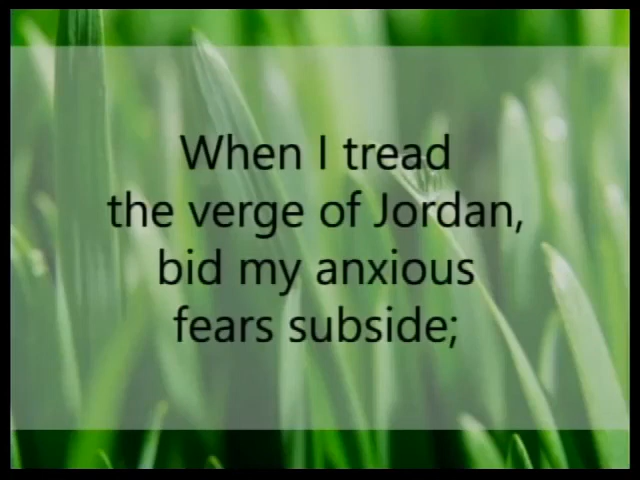 When I tread
the verge of Jordan,
bid my anxious
fears subside;